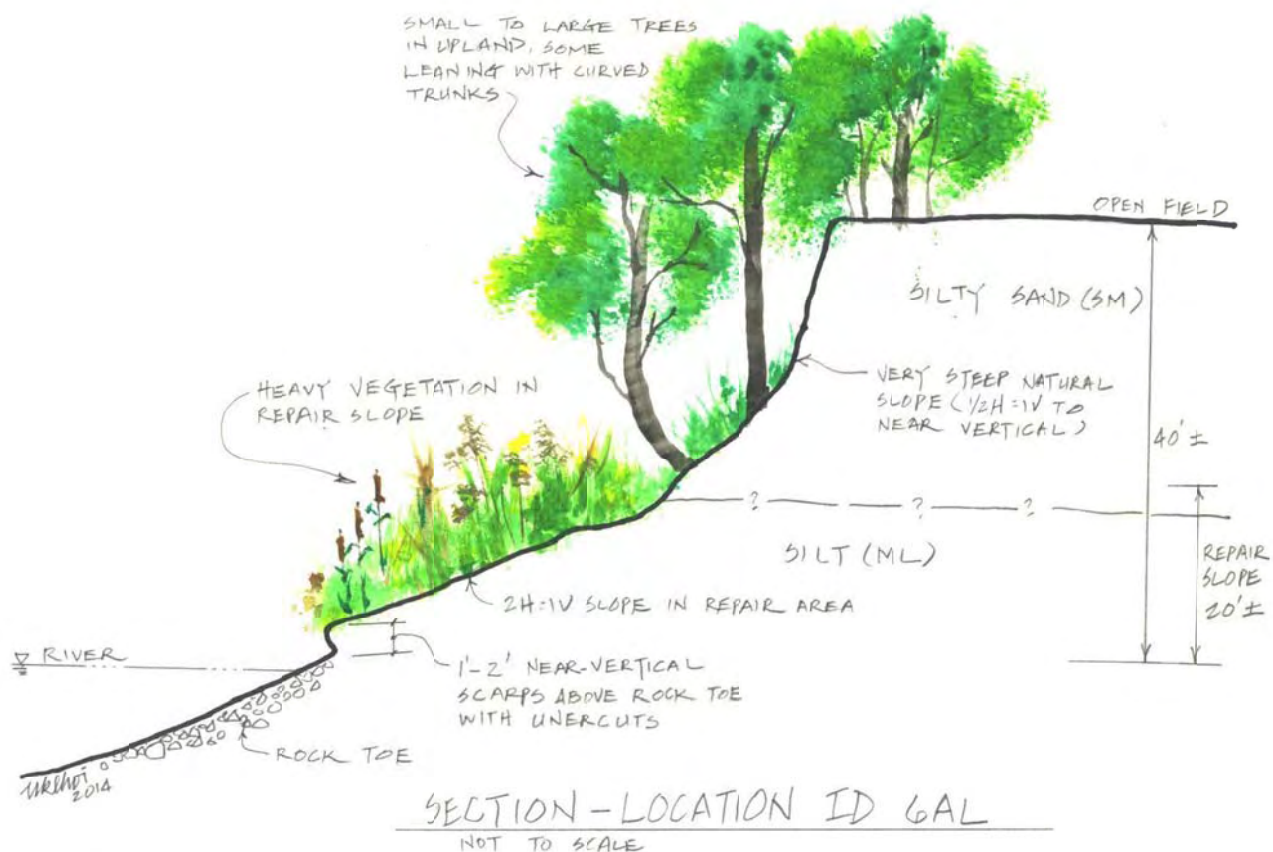 SMALL TO LARGE TREES
IN UPLAND, SOME
LEANING WITH CURVED
TRUNKS
OPEN FIELD
SILTY SAND (SM)
HEAVY VEGETATION IN
REPAIR SLOPE
VERY STEEP NATURAL
SLOPE (1/2H=1V TO
NEAR VERTICAL)
40'±
? ? ?
SILT (ML)
REPAIR
SLOPE
20'±
2H=1V SLOPE IN REPAIR AREA
RIVER
1'-2' NEAR-VERTICAL
SCARPS ABOVE ROCK TOE
WITH UNERCUTS
ROCK TOE
2014
SECTION - LOCATION ID 6AL
NOT TO SCALE